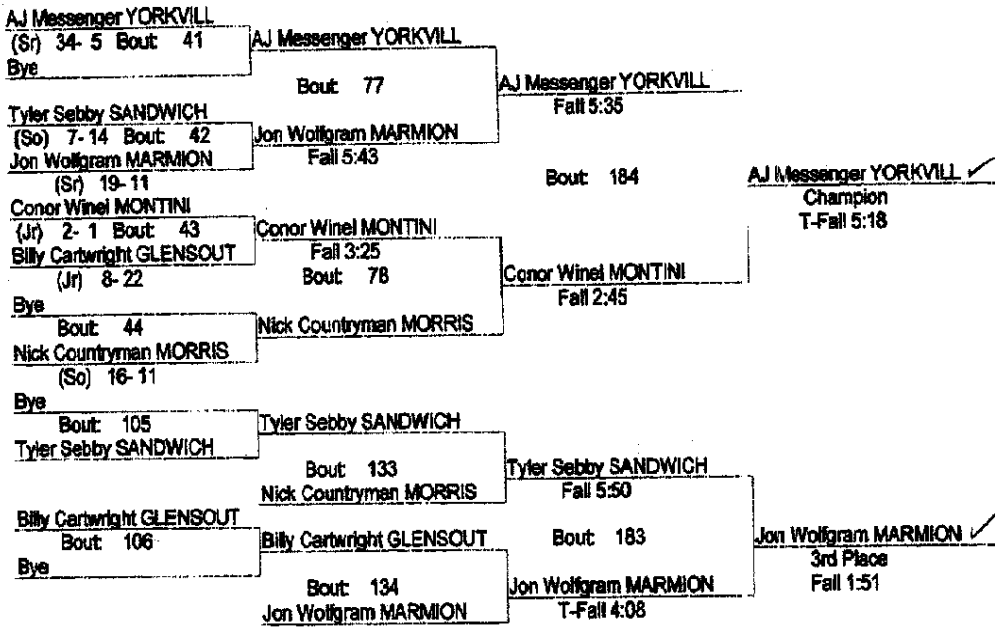 AJ Messenger YORKVILL
(Sr) 34- 5 Bout: 41
Bye
AJ Messenger YORKVILL
Bout: 77
AJ Messenger YORKVILL
Fall 5:35
Tyler Sebby SANDWICH
(So) 7- 14 Bout: 42
Jon Wolfgram MARMION
(Sr) 19- 11
Jon Wolfgram MARMION
Fall 5:43
Bout: 184
AJ Messenger YORKVILL
Champion
T-Fall 5:18
Conor Winel MONTINI
(Jr) 2- 1 Bout: 43
Billy Cartwright GLENSOUT
(Jr) 8- 22
Conor Winel MONTINI
Fall 3:25
Bout: 78
Conor Winel MONTINI
Fall 2:45
Bye
Bout: 44
Nick Countryman MORRIS
(So) 16- 11
Nick Countryman MORRIS
Bye
Bout: 105
Tyler Sebby SANDWICH
Tyler Sebby SANDWICH
Bout: 133
Nick Countryman MORRIS
Tyler Sebby SANDWICH
Fall 5:50
Billy Cartwright GLENSOUT
Bout: 106
Bye
Billy Cartwright GLENSOUT
Bout: 134
Jon Wolfgram MARMION
Bout: 183
Jon Wolfgram MARMION
T-Fall 4:08
Jon Wolfgram MARMION
3rd Place
Fall 1:51